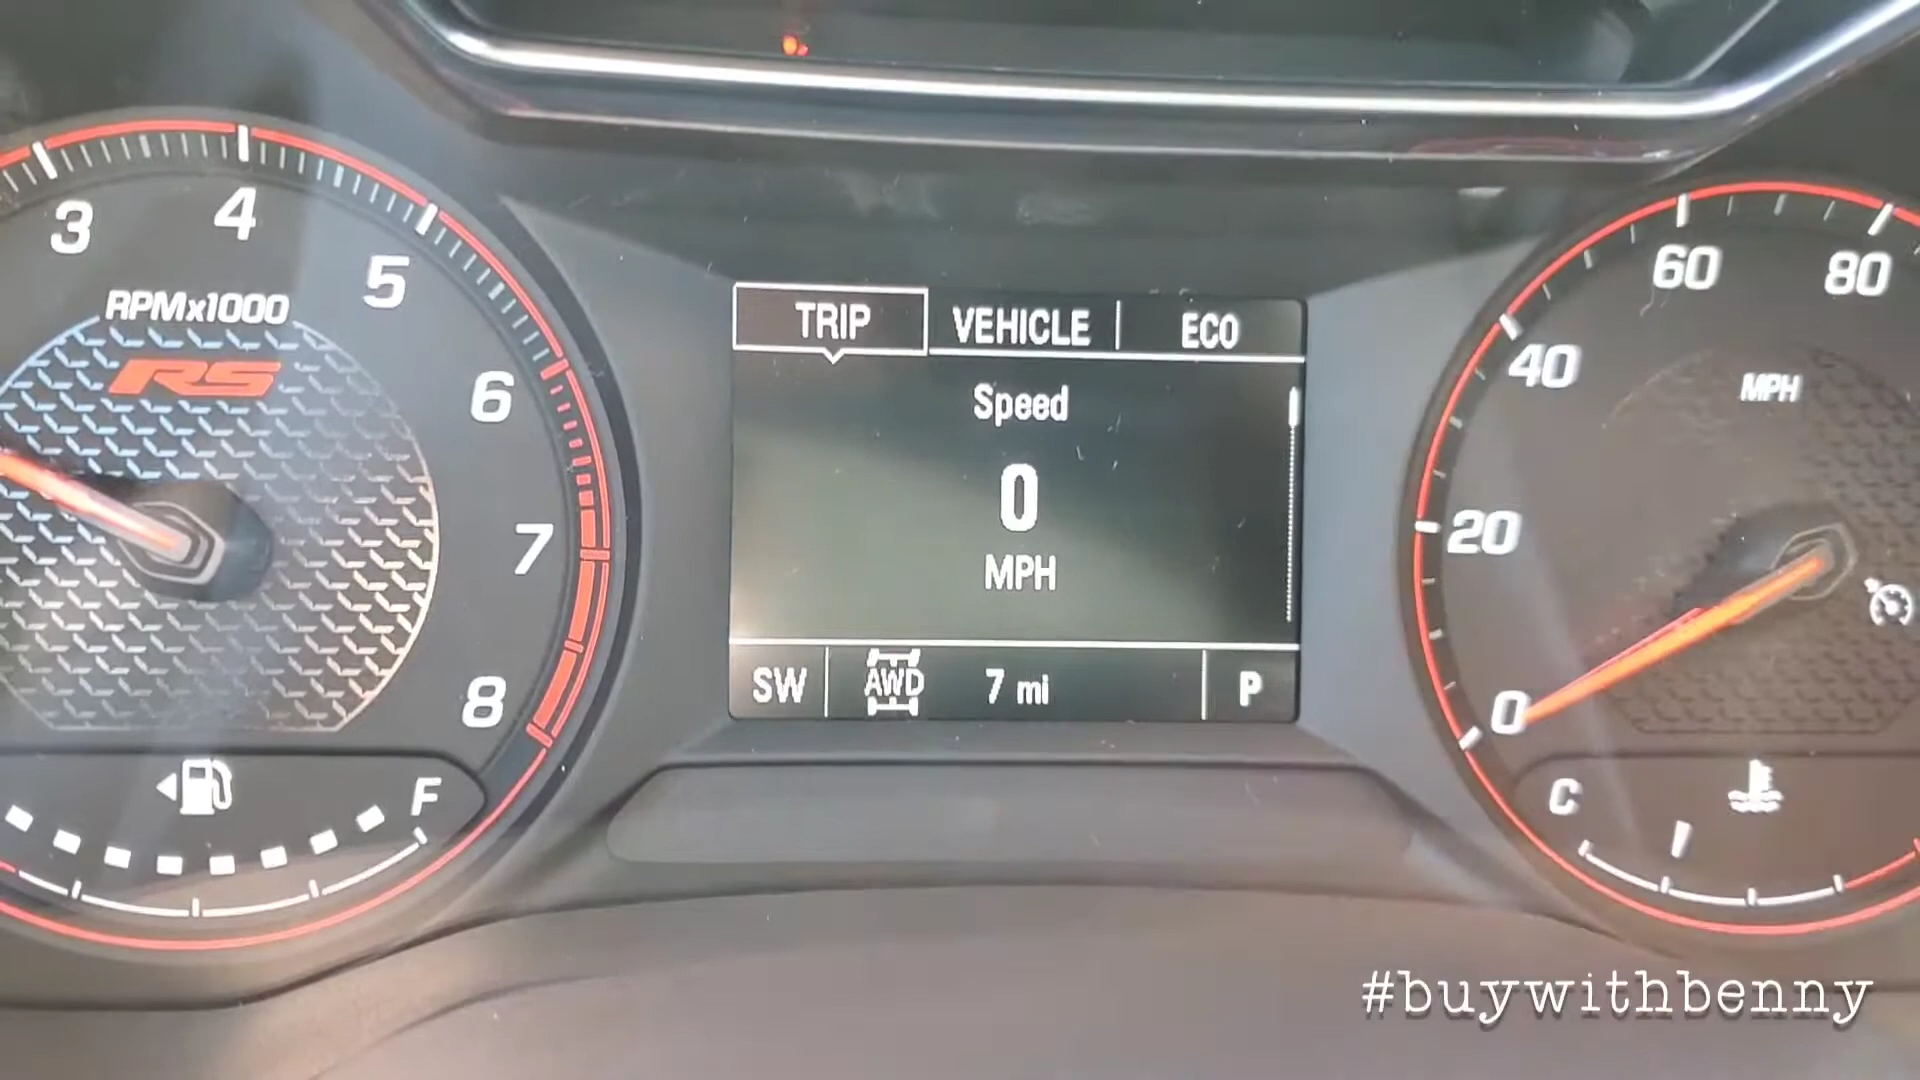 3
4
5
6
7
8
RPMx1000
RS
F
TRIP VEHICLE ECO
Speed
0
MPH
SW AWD 7 mi P
80
60
40
20
0
MPH
C
#buywithbenny